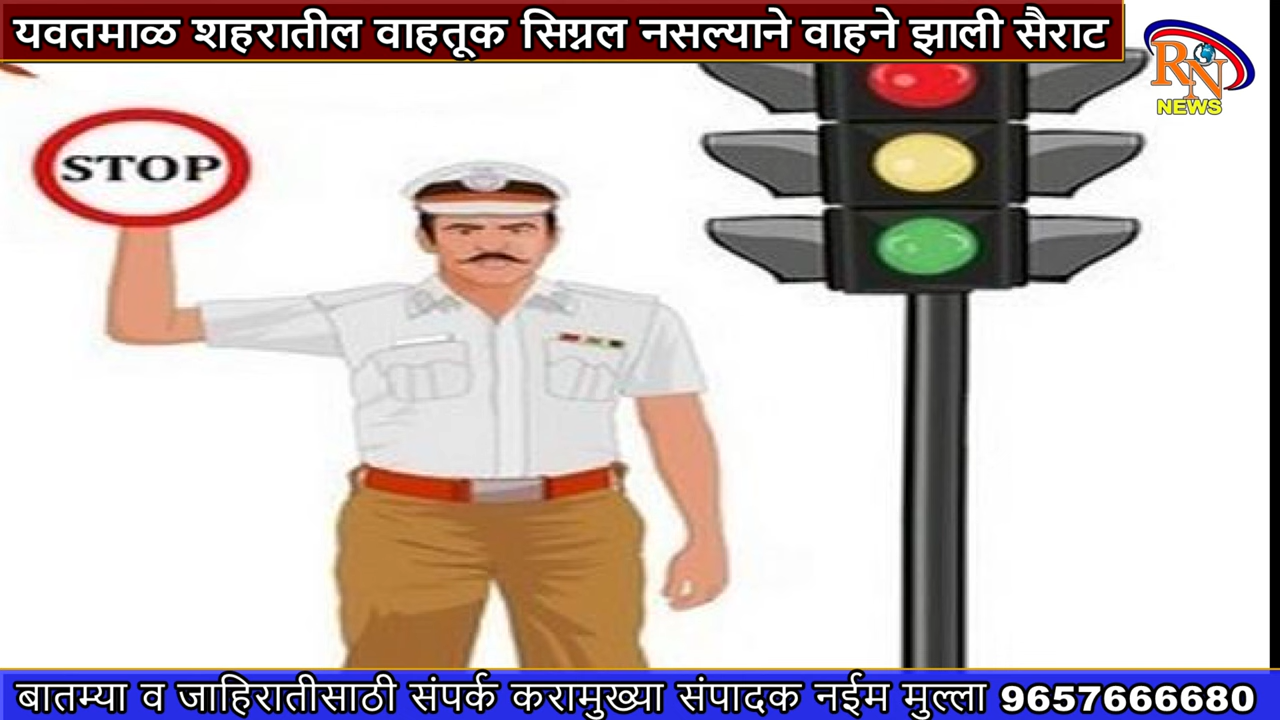 यवतमाळ शहरातील वाहतूक सिग्नल नसल्याने वाहने झाली सैराट
RN
NEWS
STOP
बातम्या व जाहिरातीसाठी संपर्क करामुख्या संपादक नईम मुल्ला 9657666680